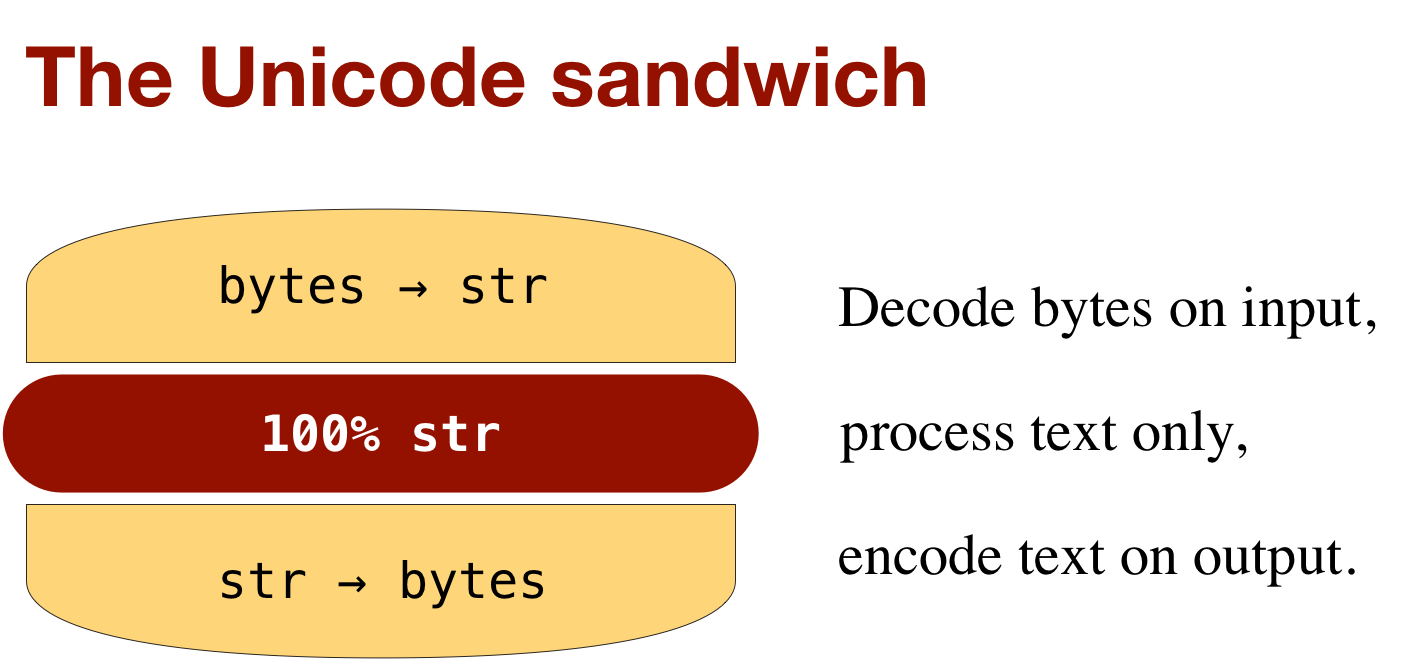 The Unicode sandwich
bytes → str
Decode bytes on input,
100% str
process text only,
str → bytes
encode text on output.